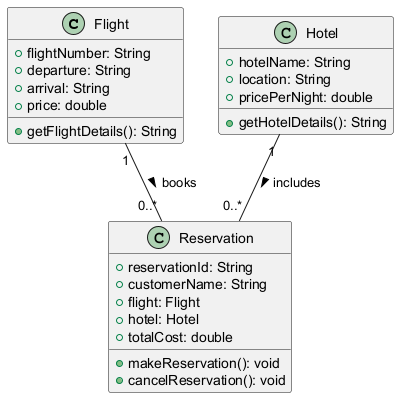 C Flight
+flightNumber: String
+departure: String
+arrival: String
+price: double
+getFlightDetails(): String
C Hotel
+hotelName: String
+location: String
+pricePerNight: double
+getHotelDetails(): String
1
1
books
includes
0..*
0..*
C Reservation
+reservationId: String
+customerName: String
+flight: Flight
+hotel: Hotel
+totalCost: double
+makeReservation(): void
+cancelReservation(): void